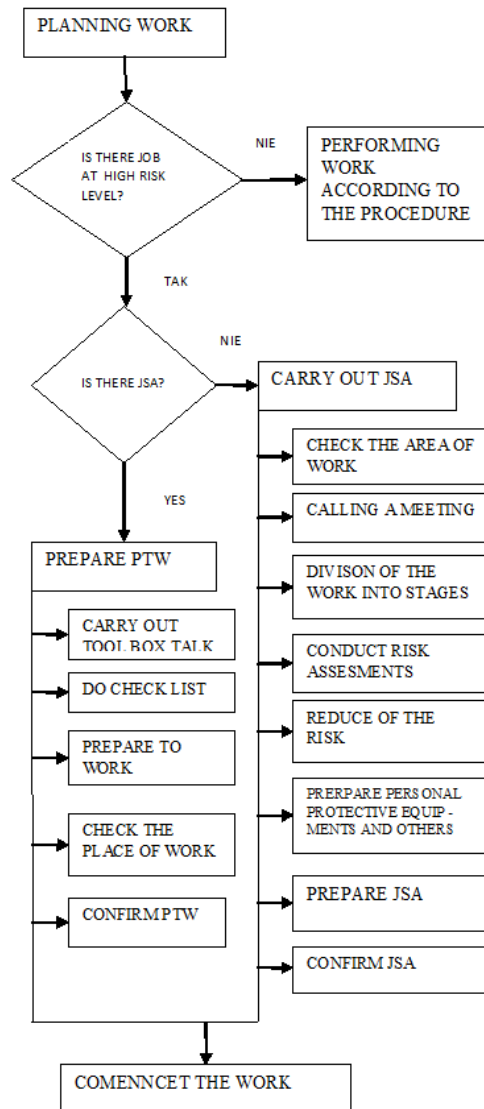 PLANNING WORK
IS THERE JOB
AT HIGH RISK
LEVEL?
NIE
PERFORMING
WORK
ACCORDING TO
THE PROCEDURE
TAK
NIE
IS THERE JSA?
CARRY OUT JSA
CHECK THE AREA OF
WORK
CALLING A MEETING
DIVISON OF THE
WORK INTO STAGES
CONDUCT RISK
ASSESMENTS
REDUCE OF THE
RISK
PRERPARE PERSONAL
PROTECTIVE EQUIP -
MENTS AND OTHERS
PREPARE JSA
CONFIRM JSA
YES
PREPARE PTW
CARRY OUT
TOOL BOX TALK
DO CHECK LIST
PREPARE TO
WORK
CHECK THE
PLACE OF WORK
CONFIRM PTW
COMENNCET THE WORK